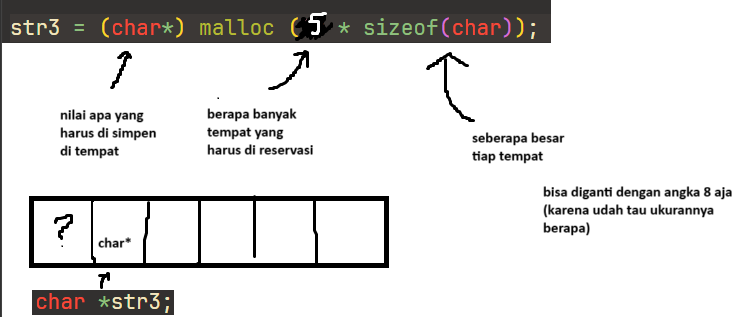 str3 = (char*) malloc (5 * sizeof(char));
nilai apa yang
harus di simpen
di tempat
berapa banyak
tempat yang
harus di reservasi
seberapa besar
tiap tempat
bisa diganti dengan angka 8 aja
(karena udah tau ukurannya
berapa)
?
char*
char *str3;